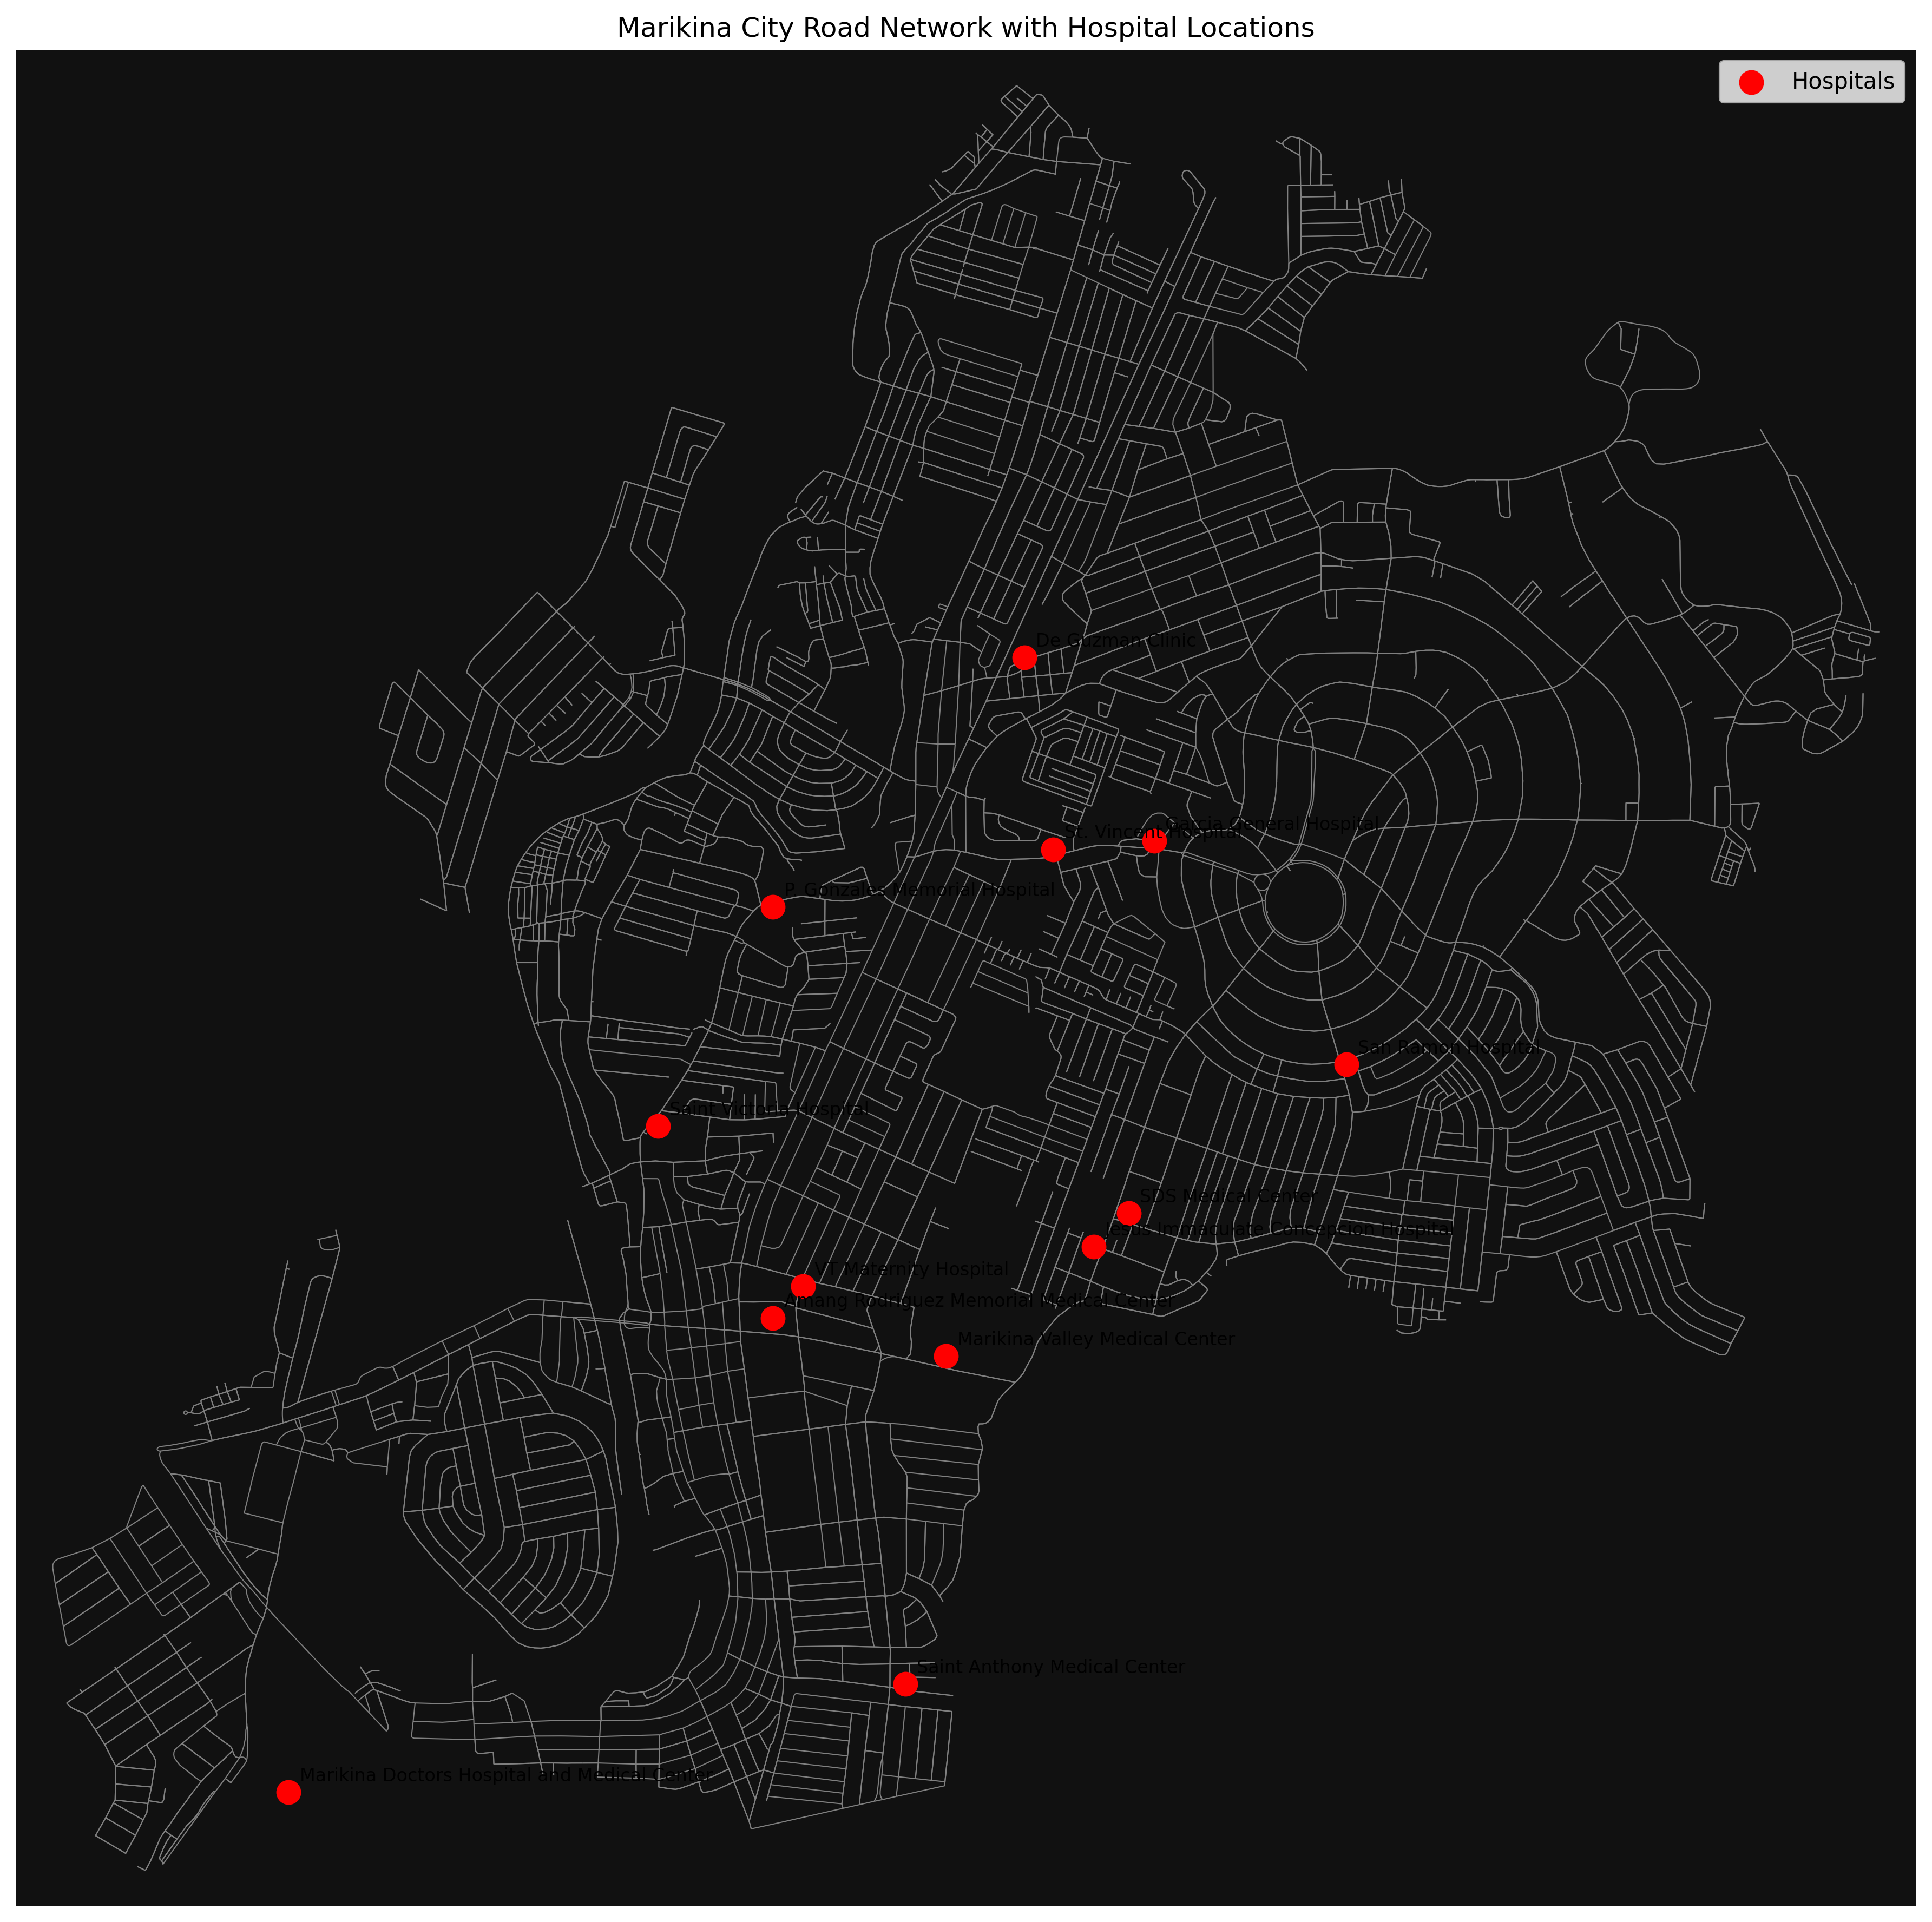 Marikina City Road Network with Hospital Locations
Hospitals
De Guzman Clinic
Garcia General Hospital
St. Vincent Hospital
P. Gonzales Memorial Hospital
San Ramon Hospital
Saint Victoria Hospital
SDS Medical Center
Jesus Immaculate Concepcion Hospital
VT Maternity Hospital
Amang Rodriguez Memorial Medical Center
Marikina Valley Medical Center
Saint Anthony Medical Center
Marikina Doctors Hospital and Medical Center